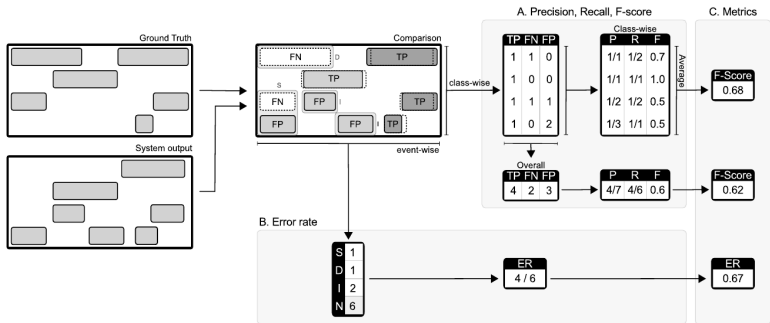 A. Precision, Recall, F-score
C. Metrics
Ground Truth
Comparison
Class-wise
TP FN FP
P R F
FN
D
TP
1 1 0
1/1 1/2 0.7
TP
1 0 0
1/1 1/1 1.0
S
class-wise
Average
F-Score
0.68
FN
FP
I
TP
1 1 1
1/2 1/2 0.5
FP
FP
I
TP
1 0 2
1/3 1/1 0.5
event-wise
System output
Overall
TP FN FP
P R F
F-Score
4 2 3
4/7 4/6 0.6
0.62
B. Error rate
S 1
D 1
I 2
N 6
ER
4 / 6
ER
0.67